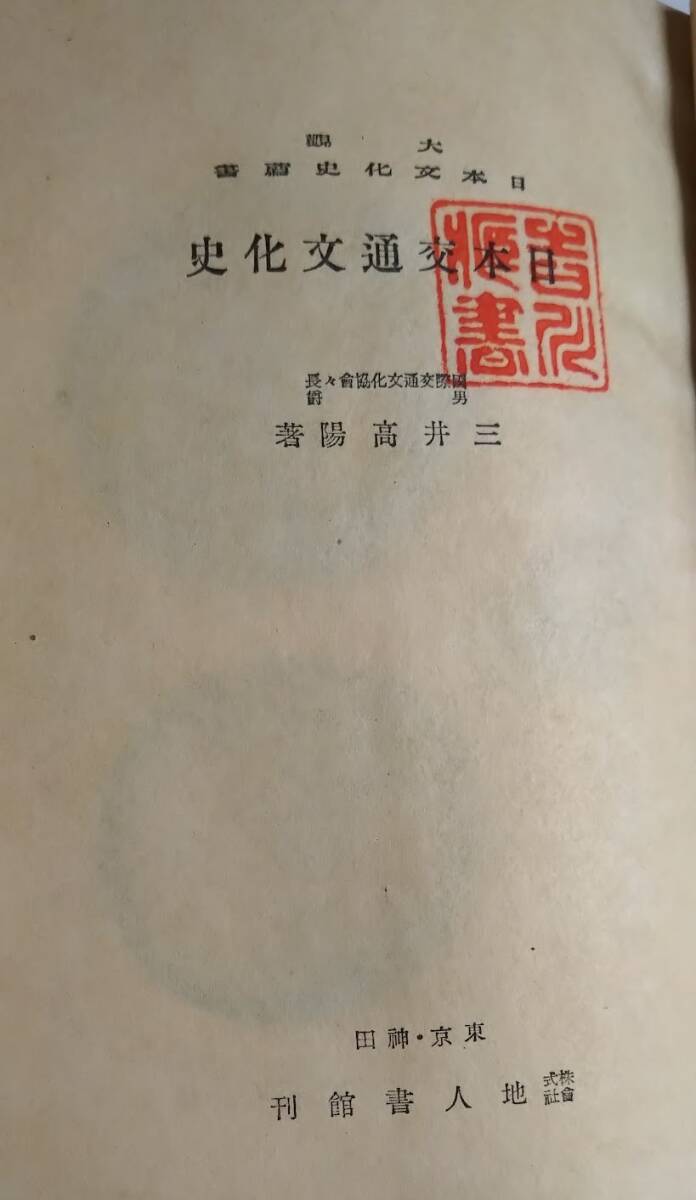 大觀
日本文化史薦書
日本交通文化史
國際交通文化協會々長
男爵
三井高陽著
東京・神田
株式會社 地人書館刊